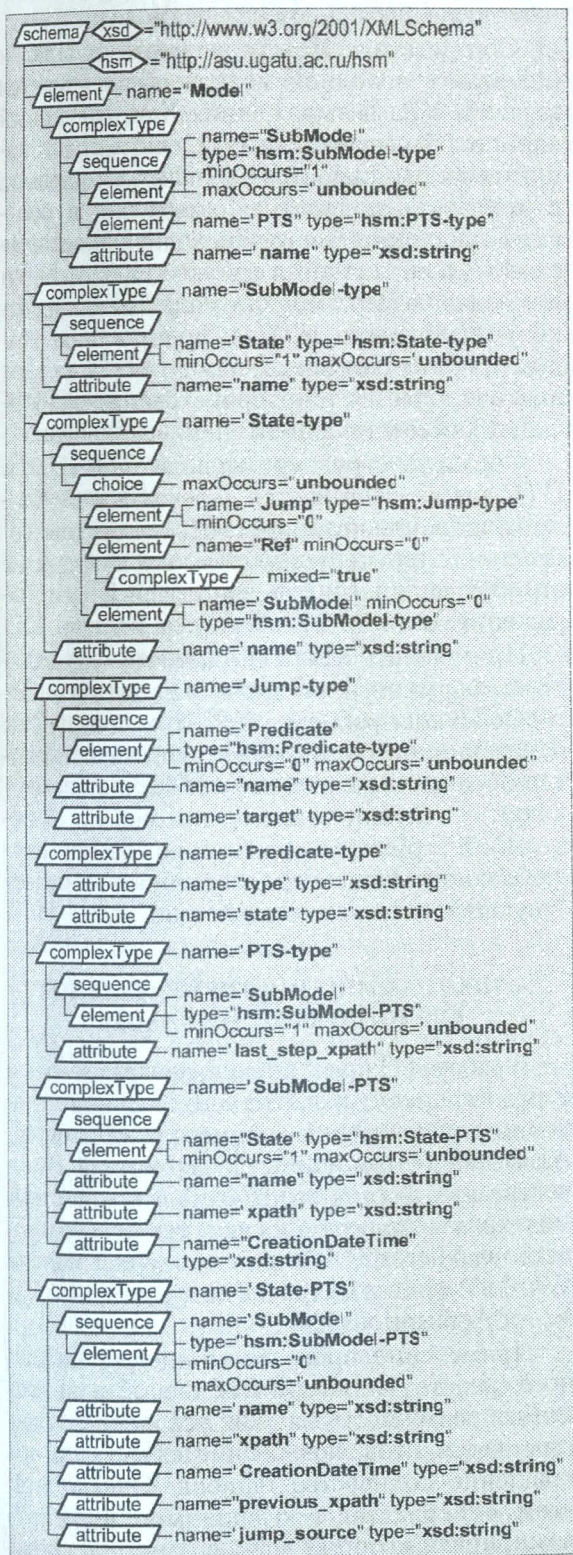 schema xsd="http://www.w3.org/2001/XMLSchema"
hsm="http://asu.ugatu.ac.ru/hsm"
element name="Model"
complexType
name="SubModel"
sequence type="hsm:SubModel-type"
minOccurs="1"
element maxOccurs="unbounded"
element name="PTS" type="hsm:PTS-type"
attribute name="name" type="xsd:string"
complexType name="SubModel-type"
sequence
name="State" type="hsm:State-type"
element minOccurs="1" maxOccurs="unbounded"
attribute name="name" type="xsd:string"
complexType name="State-type"
sequence
choice maxOccurs="unbounded"
element name="Jump" type="hsm:Jump-type"
minOccurs="0"
element name="Ref" minOccurs="0"
complexType mixed="true"
element name="SubModel" minOccurs="0"
type="hsm:SubModel-type"
attribute name="name" type="xsd:string"
complexType name="Jump-type"
sequence name="Predicate"
element type="hsm:Predicate-type"
minOccurs="0" maxOccurs="unbounded"
attribute name="name" type="xsd:string"
attribute name="target" type="xsd:string"
complexType name="Predicate-type"
attribute name="type" type="xsd:string"
attribute name="state" type="xsd:string"
complexType name="PTS-type"
sequence name="SubModel"
element type="hsm:SubModel-PTS"
minOccurs="1" maxOccurs="unbounded"
attribute name="last_step_xpath" type="xsd:string"
complexType name="SubModel-PTS"
sequence
element name="State" type="hsm:State-PTS"
minOccurs="1" maxOccurs="unbounded"
attribute name="name" type="xsd:string"
attribute name="xpath" type="xsd:string"
attribute name="CreationDateTime"
type="xsd:string"
complexType name="State-PTS"
sequence name="SubModel"
type="hsm:SubModel-PTS"
element minOccurs="0"
maxOccurs="unbounded"
attribute name="name" type="xsd:string"
attribute name="xpath" type="xsd:string"
attribute name="CreationDateTime" type="xsd:string"
attribute name="previous_xpath" type="xsd:string"
attribute name="jump_source" type="xsd:string"